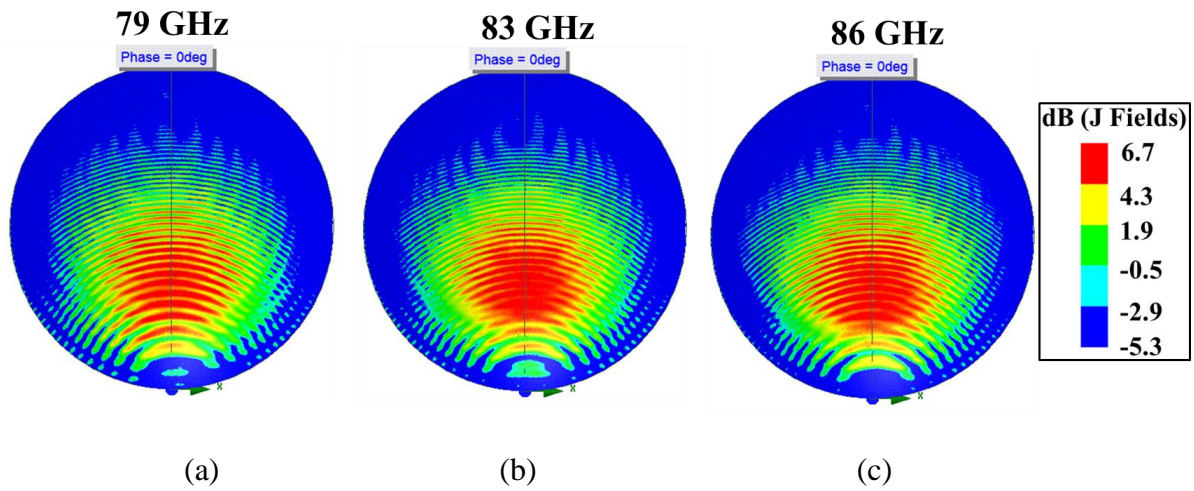 79 GHz
83 GHz
86 GHz
Phase = 0deg
Phase = 0deg
Phase = 0deg
dB (J Fields)
6.7
4.3
1.9
-0.5
-2.9
-5.3
x
x
x
(a)
(b)
(c)